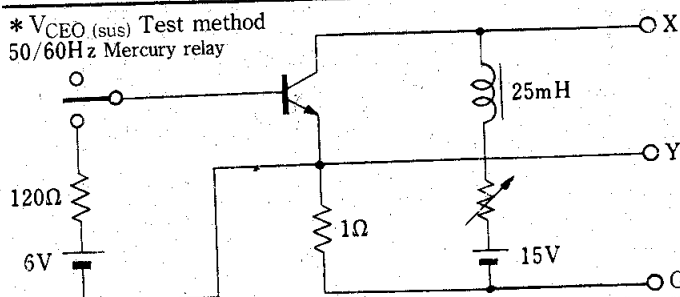 * VCEO (sus) Test method
50/60Hz Mercury relay
X
25mH
Y
120Ω
1Ω
6V
15V